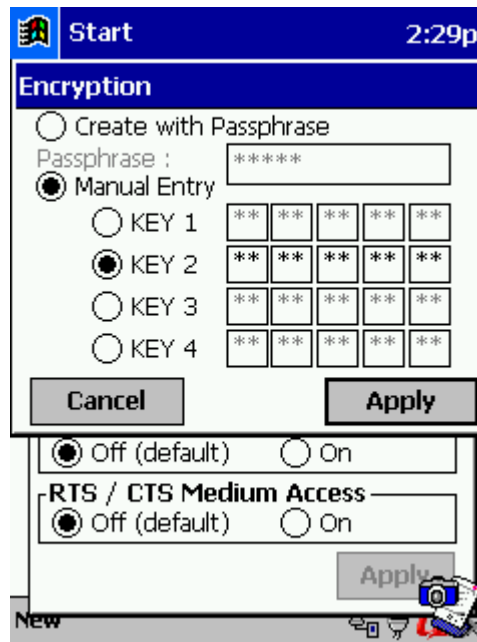 Start 2:29p
Encryption
Create with Passphrase
Passphrase : *****
Manual Entry
KEY 1 ** ** ** ** **
KEY 2 ** ** ** ** **
KEY 3 ** ** ** ** **
KEY 4 ** ** ** ** **
Cancel Apply
Off (default) On
RTS / CTS Medium Access
Off (default) On
Apply
New